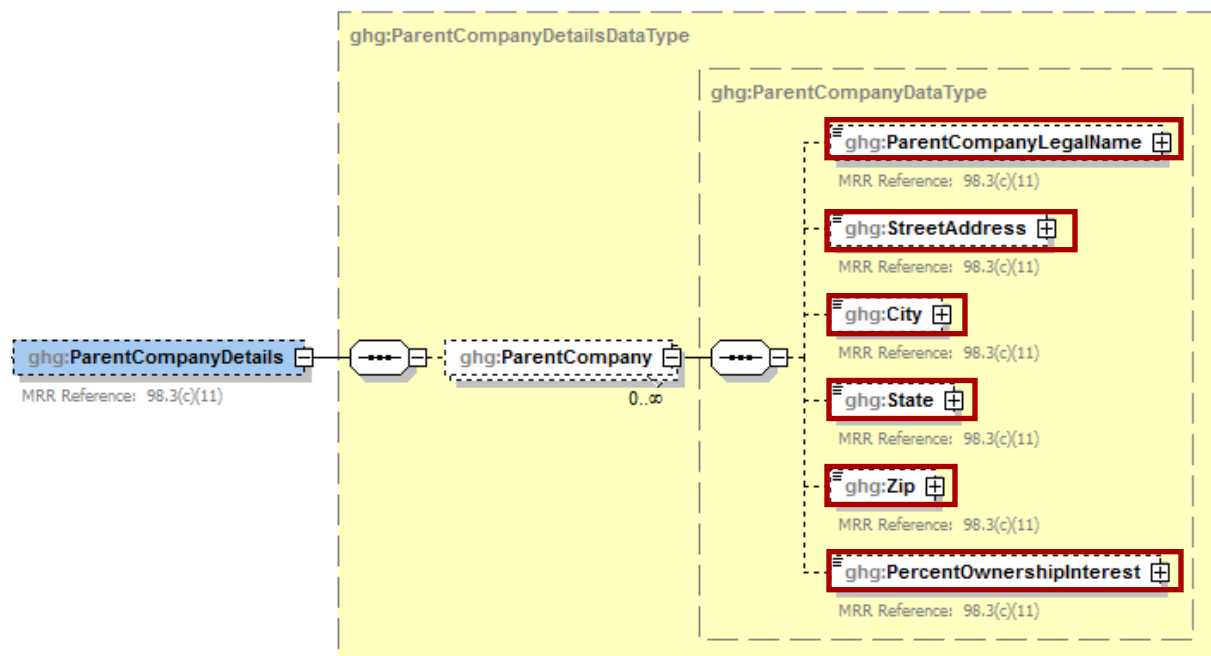 ghg:ParentCompanyDetailsDataType
ghg:ParentCompanyDataType
ghg:ParentCompanyLegalName
MRR Reference: 98.3(c)(11)
ghg:StreetAddress
MRR Reference: 98.3(c)(11)
ghg:City
MRR Reference: 98.3(c)(11)
ghg:ParentCompanyDetails
MRR Reference: 98.3(c)(11)
ghg:ParentCompany
0..∞
ghg:State
MRR Reference: 98.3(c)(11)
ghg:Zip
MRR Reference: 98.3(c)(11)
ghg:PercentOwnershipInterest
MRR Reference: 98.3(c)(11)